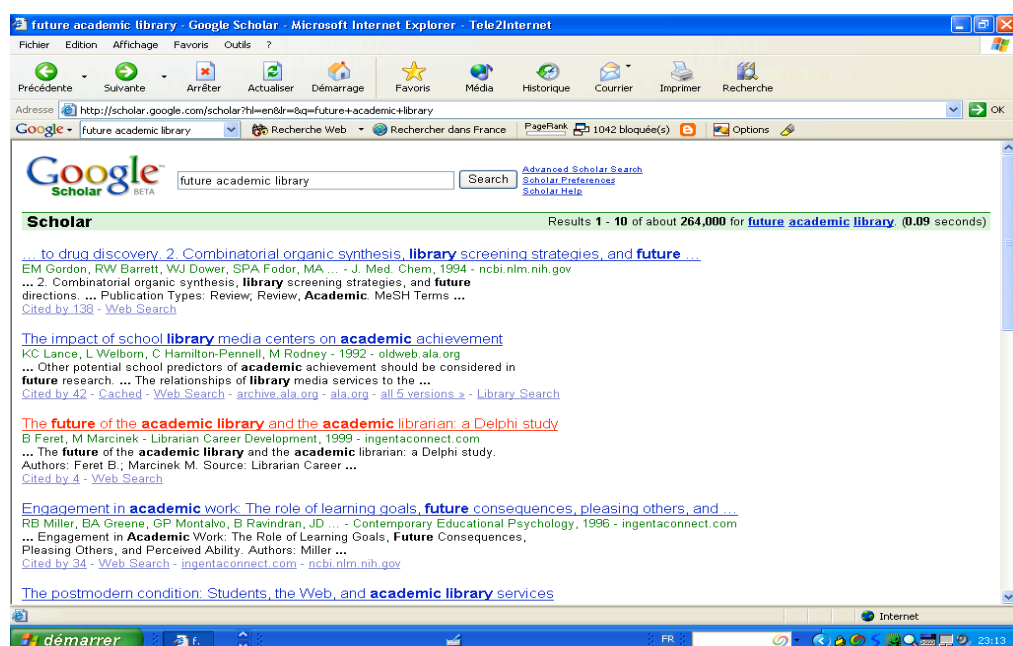 future academic library - Google Scholar - Microsoft Internet Explorer - Tele2Internet
Fichier Edition Affichage Favoris Outils ?
Précédente Suivante Arrêter Actualiser Démarrage Favoris Média Historique Courrier Imprimer Recherche
Adresse http://scholar.google.com/scholar?hl=en&lr=&q=future+academic+library OK
Google future academic library Recherche Web Rechercher dans France PageRank 1042 bloquée(s) Options
Google Scholar BETA
future academic library Search
Advanced Scholar Search
Scholar Preferences
Scholar Help
Scholar Results 1 - 10 of about 264,000 for future academic library. (0.09 seconds)
... to drug discovery. 2. Combinatorial organic synthesis, library screening strategies, and future ...
EM Gordon, RW Barrett, WJ Dower, SPA Fodor, MA ... - J. Med. Chem, 1994 - ncbi.nlm.nih.gov
... 2. Combinatorial organic synthesis, library screening strategies, and future
directions. ... Publication Types: Review; Review, Academic. MeSH Terms ...
Cited by 138 - Web Search
The impact of school library media centers on academic achievement
KC Lance, L Welborn, C Hamilton-Pennell, M Rodney - 1992 - oldweb.ala.org
... Other potential school predictors of academic achievement should be considered in
future research. ... The relationships of library media services to the ...
Cited by 42 - Cached - Web Search - archive.ala.org - ala.org - all 5 versions » - Library Search
The future of the academic library and the academic librarian: a Delphi study
B Feret, M Marcinek - Librarian Career Development, 1999 - ingentaconnect.com
... The future of the academic library and the academic librarian: a Delphi study.
Authors: Feret B.; Marcinek M. Source: Librarian Career ...
Cited by 4 - Web Search
Engagement in academic work: The role of learning goals, future consequences, pleasing others, and ...
RB Miller, BA Greene, GP Montalvo, B Ravindran, JD ... - Contemporary Educational Psychology, 1996 - ingentaconnect.com
... Engagement in Academic Work: The Role of Learning Goals, Future Consequences,
Pleasing Others, and Perceived Ability. Authors: Miller ...
Cited by 34 - Web Search - ingentaconnect.com - ncbi.nlm.nih.gov
The postmodern condition: Students, the Web, and academic library services
Internet
démarrer f. FR 23:13